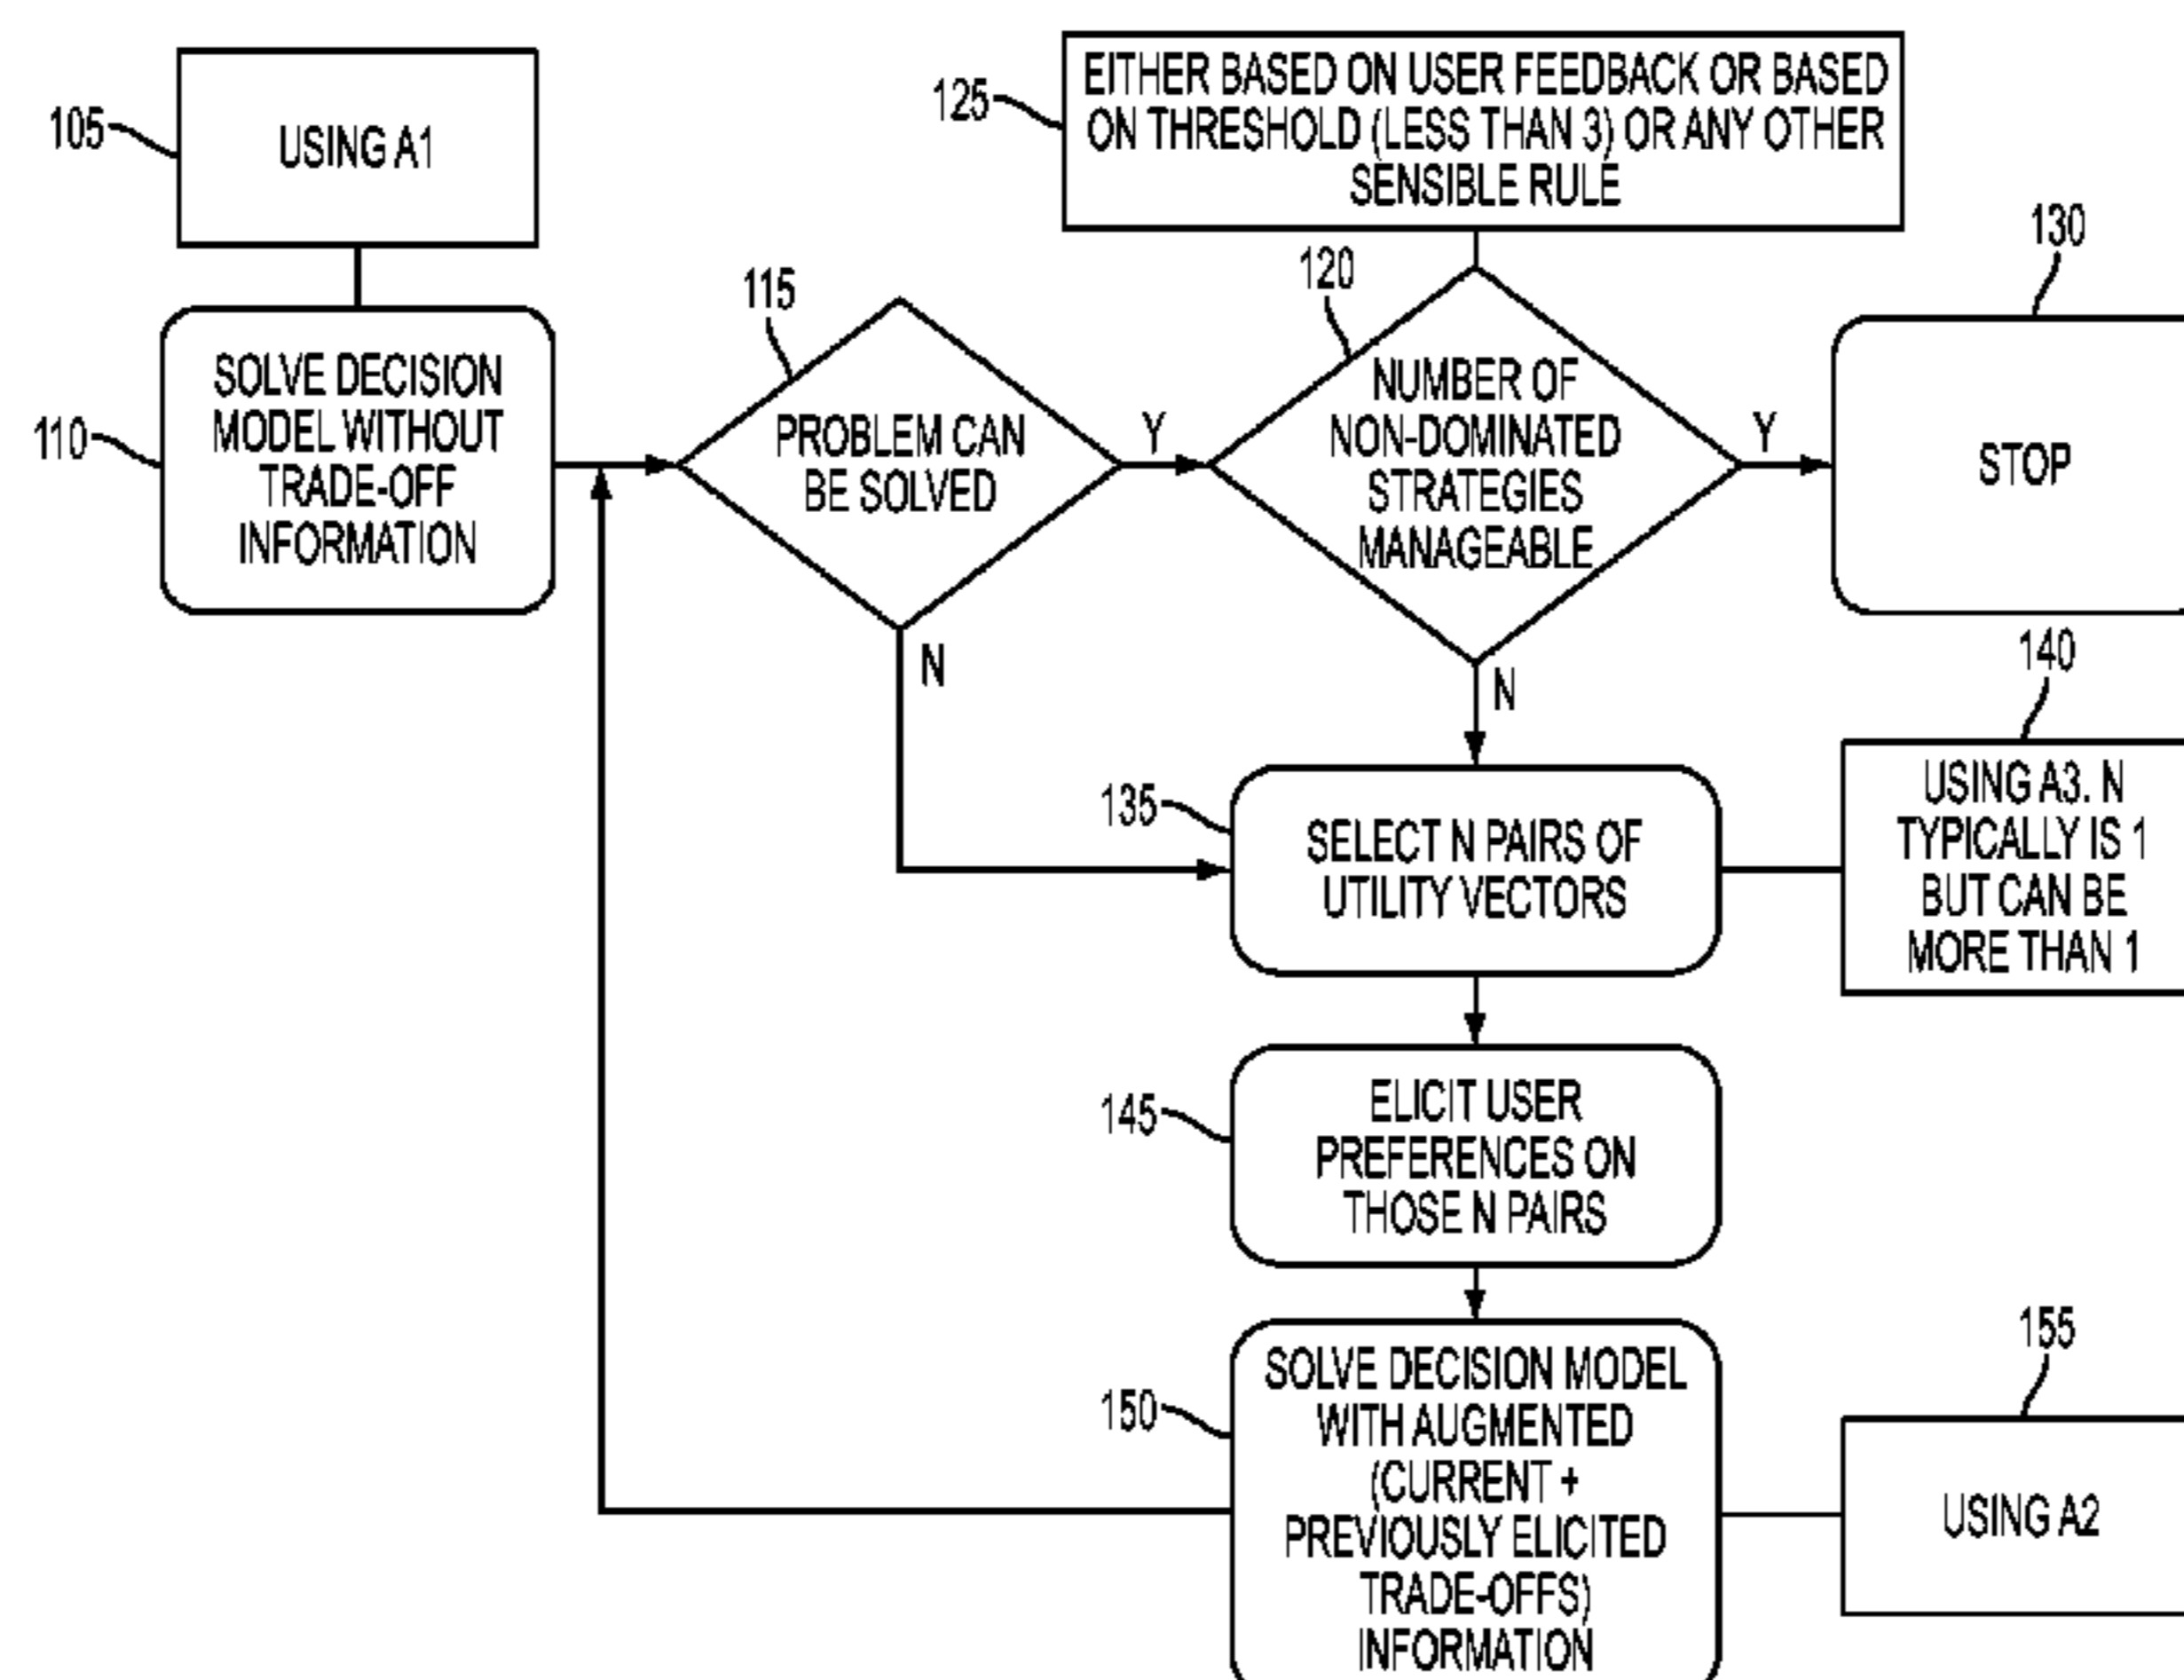 105
USING A1
125
EITHER BASED ON USER FEEDBACK OR BASED
ON THRESHOLD (LESS THAN 3) OR ANY OTHER
SENSIBLE RULE
110
SOLVE DECISION
MODEL WITHOUT
TRADE-OFF
INFORMATION
115
PROBLEM CAN
BE SOLVED
Y
N
120
NUMBER OF
NON-DOMINATED
STRATEGIES
MANAGEABLE
Y
N
130
STOP
135
SELECT N PAIRS OF
UTILITY VECTORS
140
USING A3. N
TYPICALLY IS 1
BUT CAN BE
MORE THAN 1
145
ELICIT USER
PREFERENCES ON
THOSE N PAIRS
150
SOLVE DECISION MODEL
WITH AUGMENTED
(CURRENT +
PREVIOUSLY ELICITED
TRADE-OFFS)
INFORMATION
155
USING A2